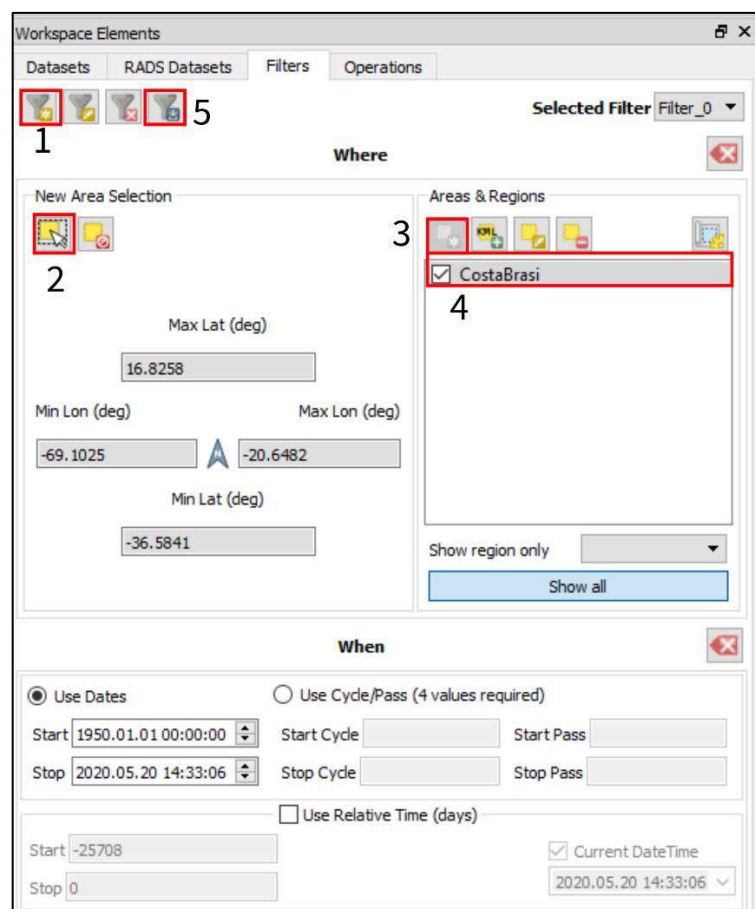 Workspace Elements
Datasets RADS Datasets Filters Operations
5 Selected Filter Filter_0
1
Where
New Area Selection Areas & Regions
3 KML
2
CostaBrasi
4
Max Lat (deg)
16.8258
Min Lon (deg) Max Lon (deg)
-69.1025 N -20.6482
Min Lat (deg)
-36.5841
Show region only
Show all
When
Use Dates Use Cycle/Pass (4 values required)
Start 1950.01.01 00:00:00 Start Cycle Start Pass
Stop 2020.05.20 14:33:06 Stop Cycle Stop Pass
Use Relative Time (days)
Start -25708 Current DateTime
Stop 0 2020.05.20 14:33:06